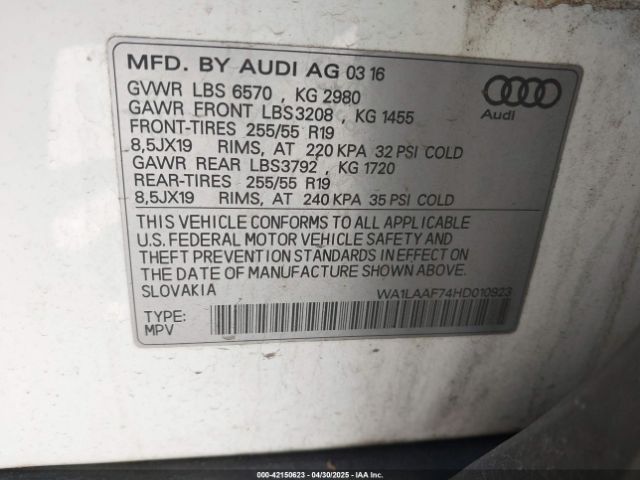 MFD. BY AUDI AG 03 16
GVWR LBS 6570 , KG 2980
GAWR FRONT LBS3208 , KG 1455
FRONT-TIRES 255/55 R19
8,5JX19 RIMS, AT 220 KPA 32 PSI COLD
GAWR REAR LBS3792 , KG 1720
REAR-TIRES 255/55 R19
8,5JX19 RIMS, AT 240 KPA 35 PSI COLD
Audi
THIS VEHICLE CONFORMS TO ALL APPLICABLE
U.S. FEDERAL MOTOR VEHICLE SAFETY AND
THEFT PREVENTION STANDARDS IN EFFECT ON
THE DATE OF MANUFACTURE SHOWN ABOVE.
SLOVAKIA WA1LAAF74HD010923
TYPE:
MPV
000-42150623 - 04/30/2025 - IAAI.com